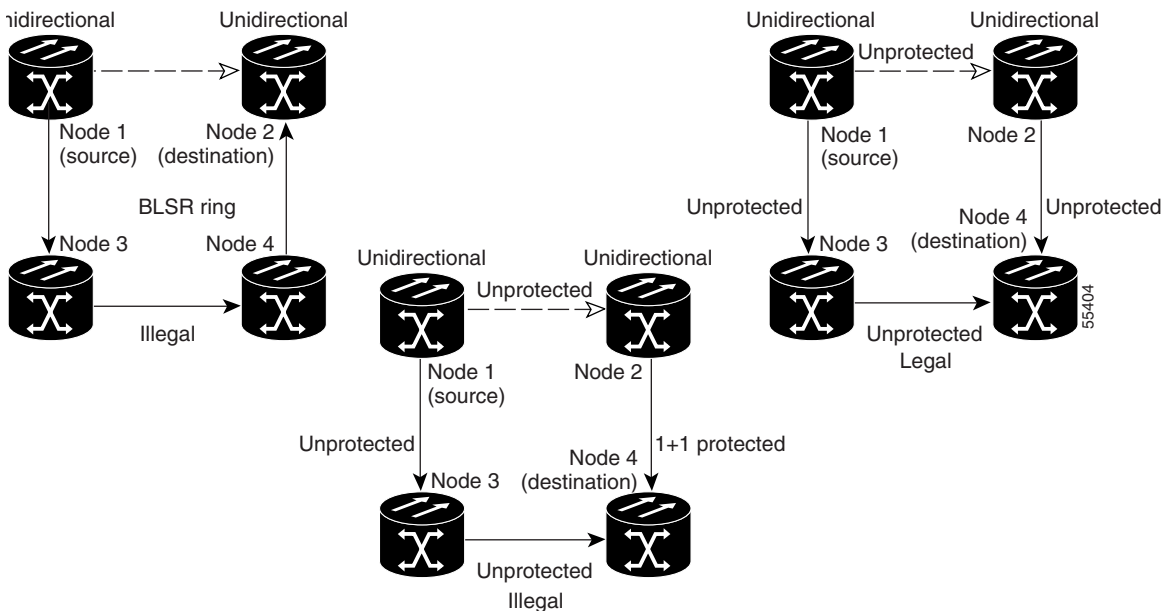 nidirectional
Unidirectional
Node 1
(source)
Node 2
(destination)
BLSR ring
Node 3
Node 4
Illegal
Unidirectional
Unidirectional
Unprotected
Node 1
(source)
Node 2
Unprotected
1+1 protected
Node 3
Node 4
(destination)
Unprotected
Illegal
Unidirectional
Unidirectional
Unprotected
Node 1
(source)
Node 2
Unprotected
Unprotected
Node 3
Node 4
(destination)
Unprotected
Legal
55404